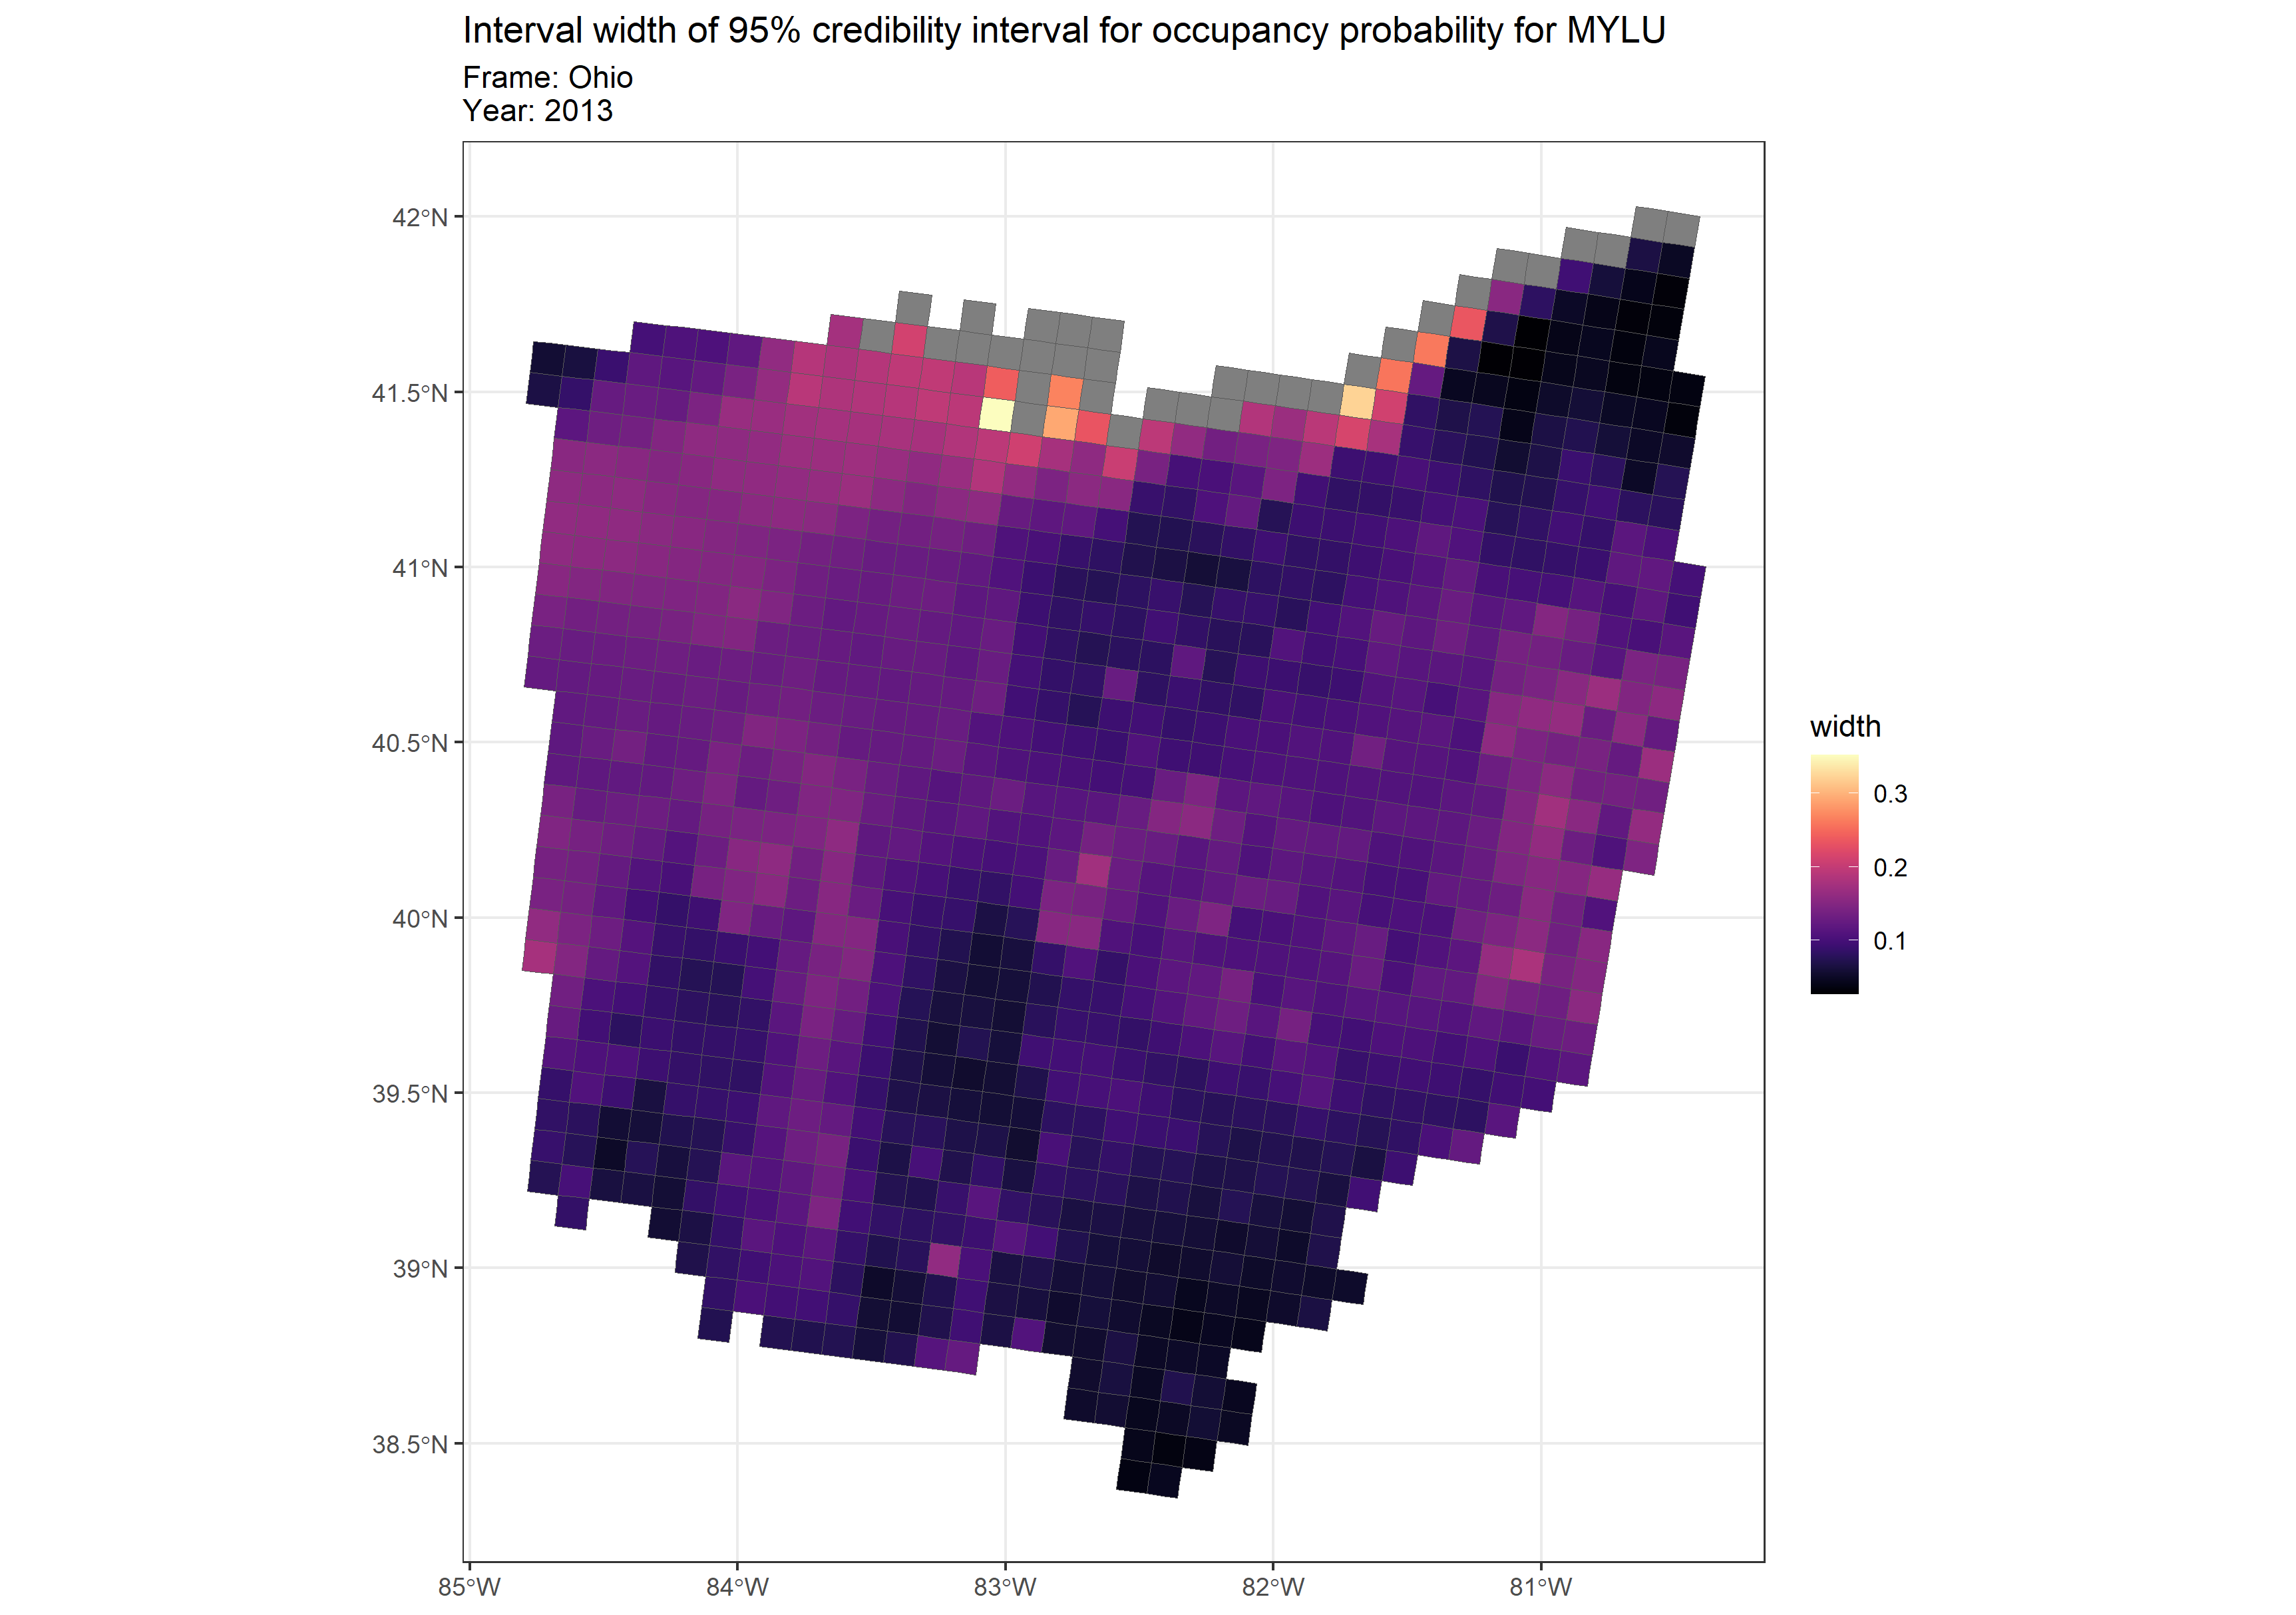 Interval width of 95% credibility interval for occupancy probability for MYLU
Frame: Ohio
Year: 2013
42°N
41.5°N
41°N
40.5°N
40°N
39.5°N
39°N
38.5°N
85°W
84°W
83°W
82°W
81°W
width
0.3
0.2
0.1